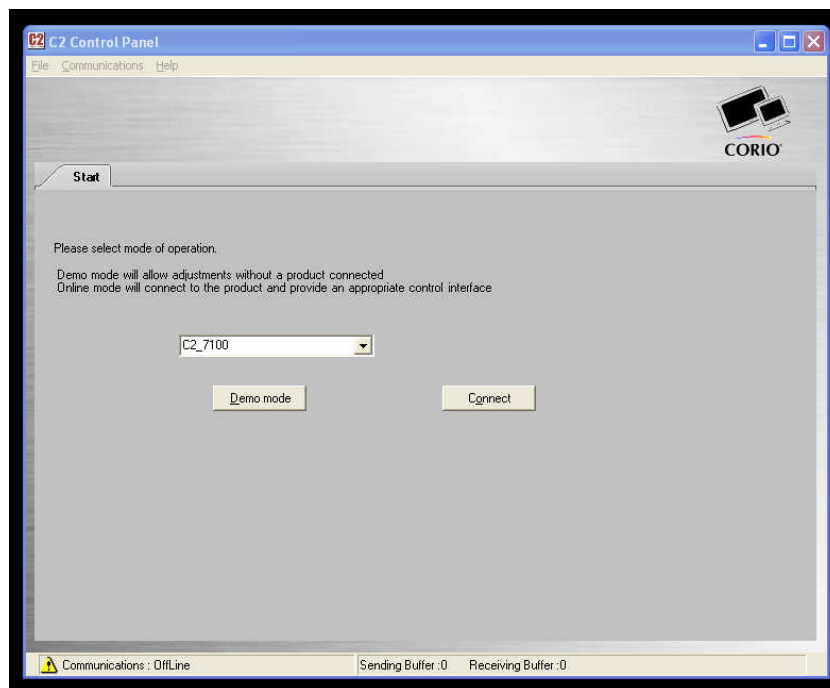 C2 C2 Control Panel
File Communications Help
CORIO
Start
Please select mode of operation.
Demo mode will allow adjustments without a product connected
Online mode will connect to the product and provide an appropriate control interface
C2_7100
Demo mode Connect
Communications : OffLine Sending Buffer :0 Receiving Buffer :0